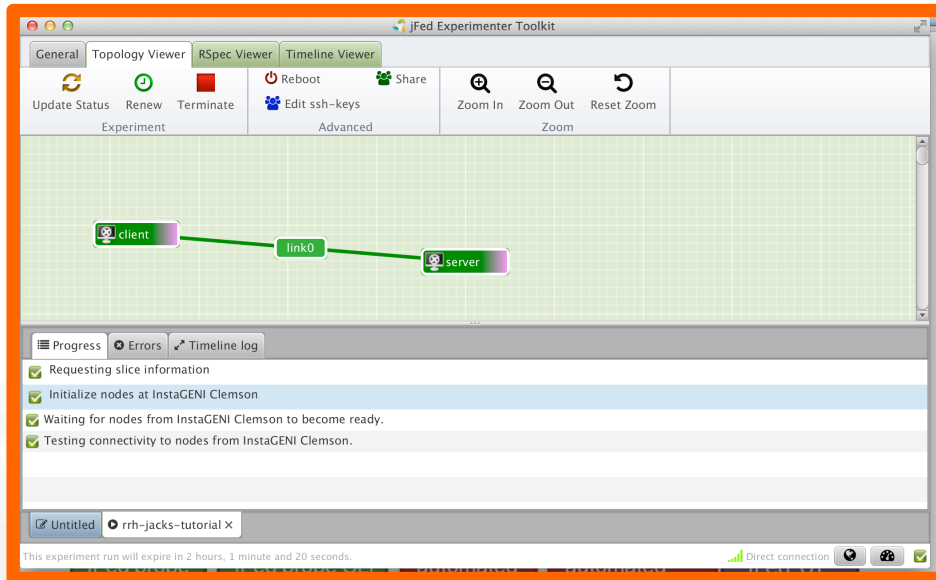 jFed Experimenter Toolkit
General Topology Viewer RSpec Viewer Timeline Viewer
Reboot Share
Update Status Renew Terminate Edit ssh-keys Zoom In Zoom Out Reset Zoom
Experiment Advanced Zoom
client
link0
server
Progress Errors Timeline log
Requesting slice information
Initialize nodes at InstaGENI Clemson
Waiting for nodes from InstaGENI Clemson to become ready.
Testing connectivity to nodes from InstaGENI Clemson.
Untitled rrh-jacks-tutorial
This experiment run will expire in 2 hours, 1 minute and 20 seconds. Direct connection